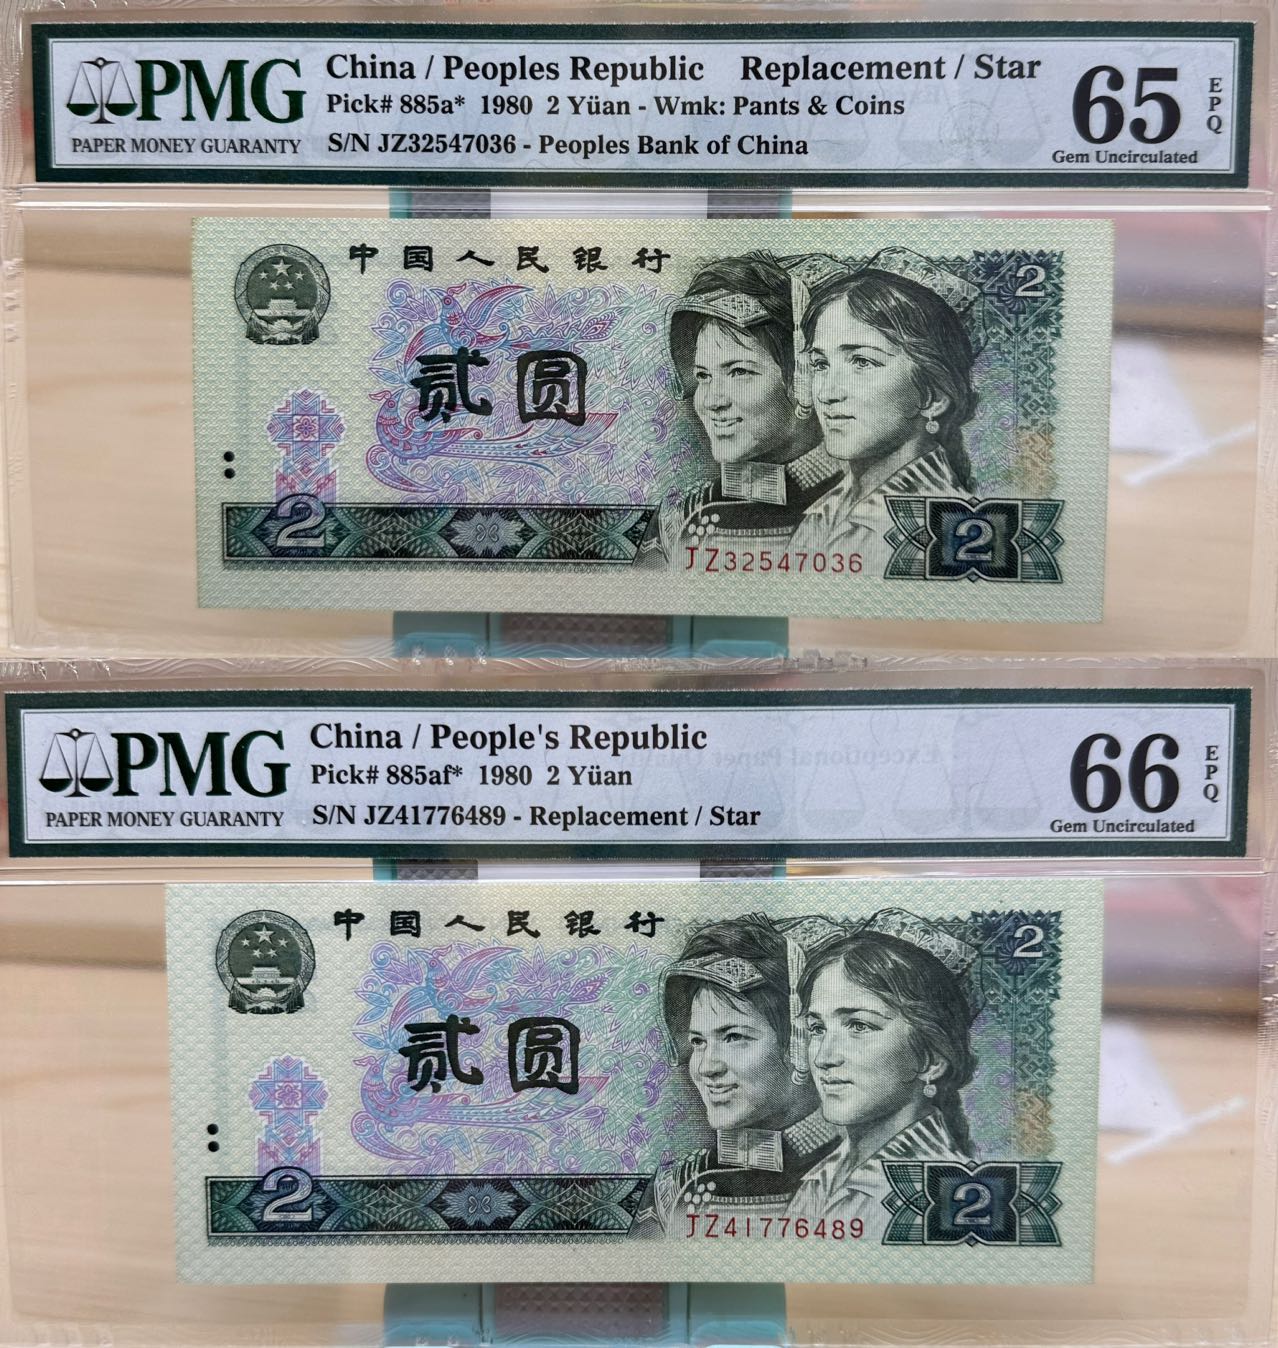 PMG
PAPER MONEY GUARANTY
China / Peoples Republic Replacement / Star
Pick# 885a* 1980 2 Yüan - Wmk: Pants & Coins
S/N JZ32547036 - Peoples Bank of China
65
EPQ
Gem Uncirculated
中国人民银行
2
贰圆
2
JZ32547036
2
PMG
PAPER MONEY GUARANTY
China / People's Republic
Pick# 885af* 1980 2 Yüan
S/N JZ41776489 - Replacement / Star
66
EPQ
Gem Uncirculated
中国人民银行
2
贰圆
2
JZ41776489
2